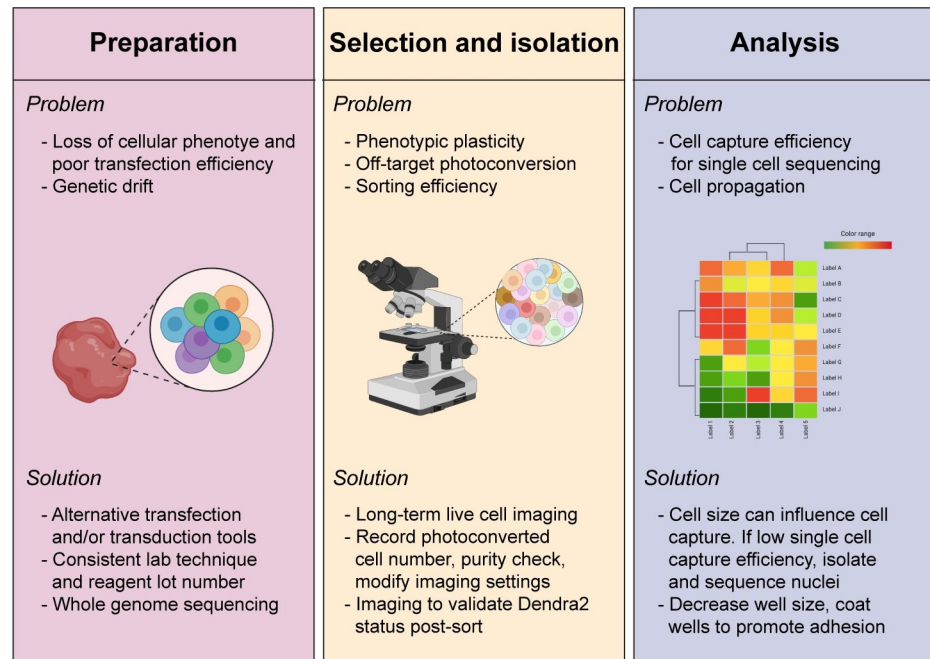 Preparation
Problem
- Loss of cellular phenotye and
poor transfection efficiency
- Genetic drift
Solution
- Alternative transfection
and/or transduction tools
- Consistent lab technique
and reagent lot number
- Whole genome sequencing
Selection and isolation
Problem
- Phenotypic plasticity
- Off-target photoconversion
- Sorting efficiency
Solution
- Long-term live cell imaging
- Record photoconverted
cell number, purity check,
modify imaging settings
- Imaging to validate Dendra2
status post-sort
Analysis
Problem
- Cell capture efficiency
for single cell sequencing
- Cell propagation
Color range
Label A
Label B
Label C
Label D
Label E
Label F
Label G
Label H
Label I
Label J
Label 1
Label 2
Label 3
Label 4
Label 5
Solution
- Cell size can influence cell
capture. If low single cell
capture efficiency, isolate
and sequence nuclei
- Decrease well size, coat
wells to promote adhesion